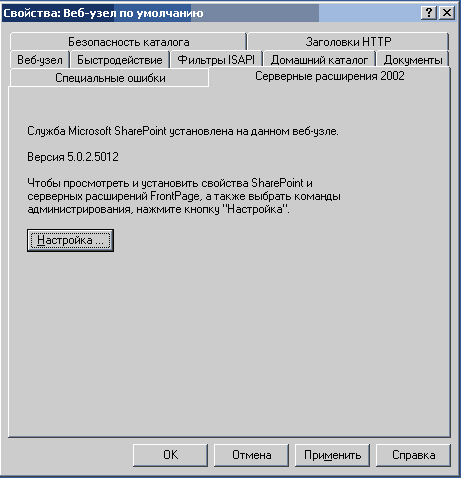 Свойства: Веб-узел по умолчанию
Безопасность каталога Заголовки HTTP
Веб-узел Быстродействие Фильтры ISAPI Домашний каталог Документы
Специальные ошибки Серверные расширения 2002
Служба Microsoft SharePoint установлена на данном веб-узле.
Версия 5.0.2.5012
Чтобы просмотреть и установить свойства SharePoint и
серверных расширений FrontPage, а также выбрать команды
администрирования, нажмите кнопку "Настройка".
Настройка ...
OK Отмена Применить Справка